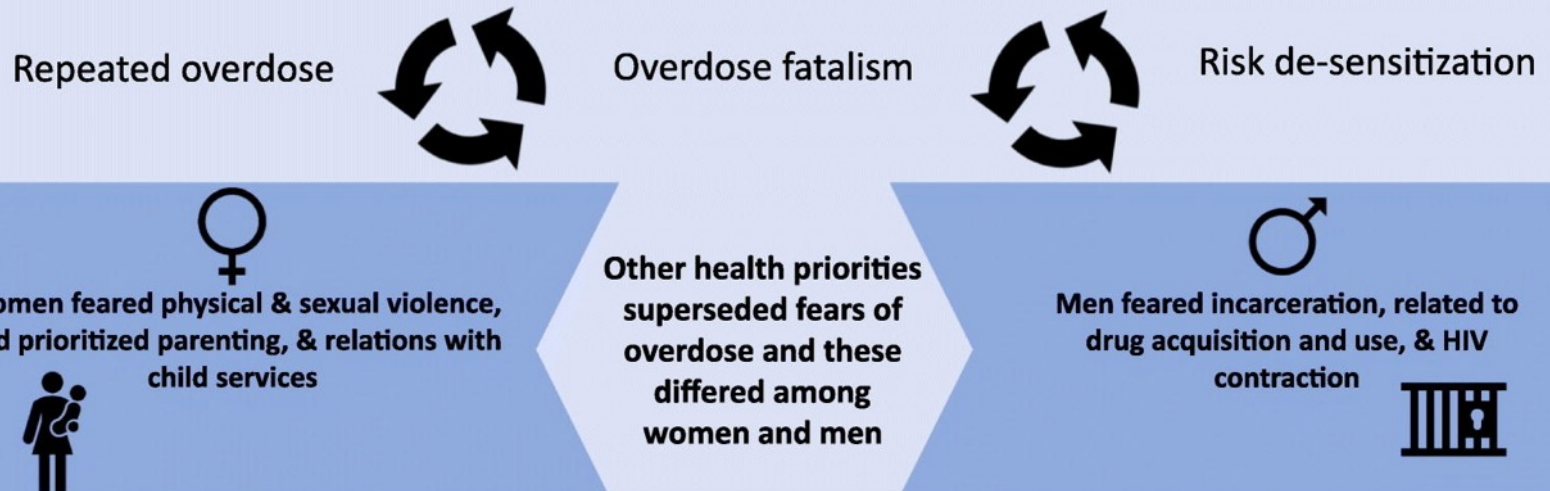 Repeated overdose
Overdose fatalism
Risk de-sensitization
omen feared physical & sexual violence,
d prioritized parenting, & relations with
child services
Other health priorities
superseded fears of
overdose and these
differed among
women and men
Men feared incarceration, related to
drug acquisition and use, & HIV
contraction